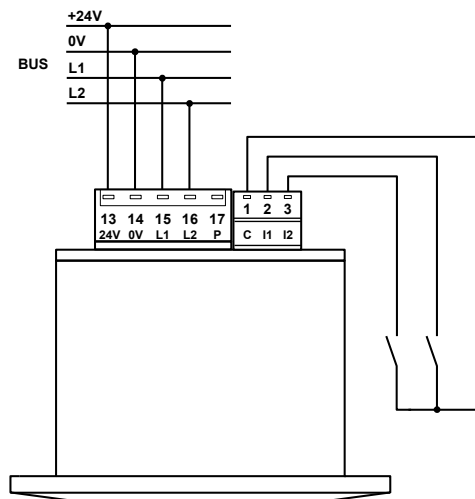 +24V
0V
BUS
L1
L2
13 14 15 16 17
24V 0V L1 L2 P
1 2 3
C I1 I2